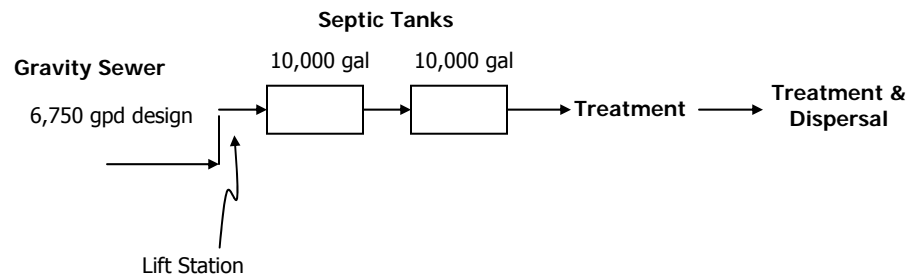 Septic Tanks
10,000 gal
10,000 gal
Gravity Sewer
6,750 gpd design
Treatment
Treatment &
Dispersal
Lift Station